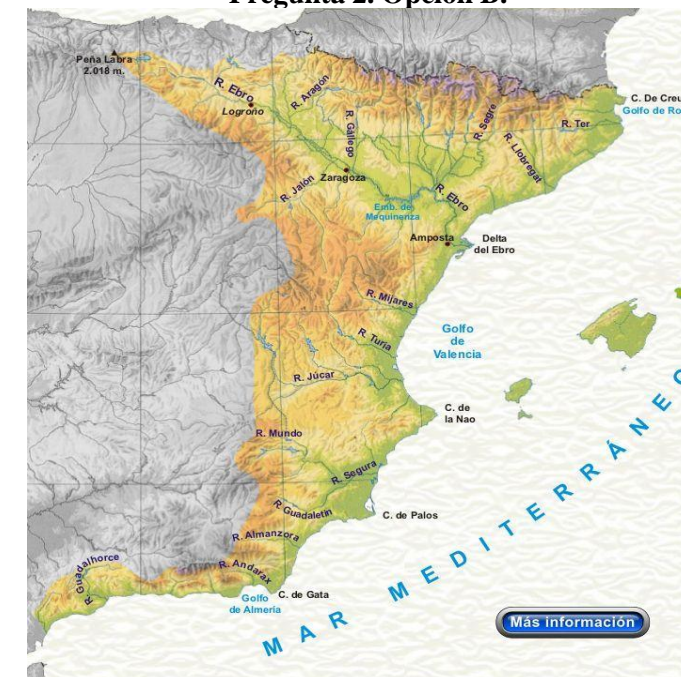 Pregunta 2. Opción B.
Peña Labra
2.018 m.
R. Ebro
Logroño
R. Aragón
R. Gallego
R. Segre
R. Ter
C. De Creu
Golfo de Ro
R. Llobregat
R. Jalón
Zaragoza
Emb. de
Mequinenza
R. Ebro
Amposta
Delta
del Ebro
R. Mijares
Golfo
de
Valencia
R. Turia
R. Júcar
C. de
la Nao
R. Mundo
R. Segura
R. Guadaletín
C. de Palos
R. Almanzora
R. Andarax
R. Guadalhorce
Golfo
de Almería
C. de Gata
MAR MEDITERRÁNEO
Más información